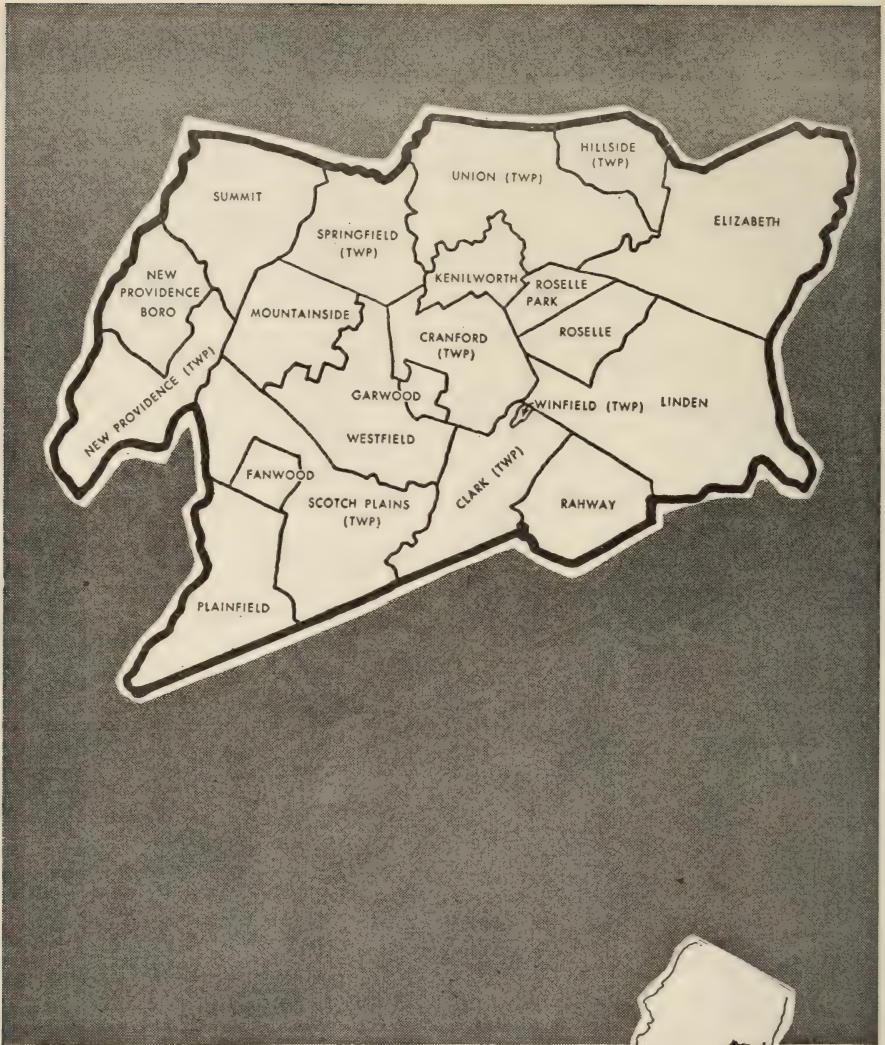 HILLSIDE
(TWP)
UNION (TWP)
SUMMIT
ELIZABETH
SPRINGFIELD
(TWP)
NEW
PROVIDENCE
BORO
KENILWORTH
ROSELLE
PARK
MOUNTAINSIDE
ROSELLE
CRANFORD
(TWP)
NEW PROVIDENCE (TWP)
GARWOOD
WINFIELD (TWP)
LINDEN
WESTFIELD
FANWOOD
CLARK (TWP)
SCOTCH PLAINS
(TWP)
RAHWAY
PLAINFIELD